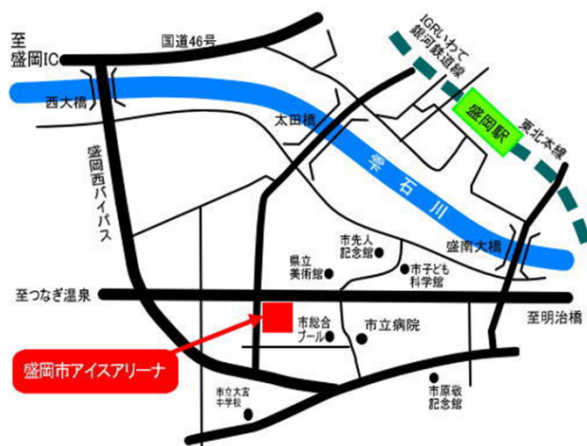 至
盛岡IC
国道46号
IGRいわて
銀河鉄道線
盛岡駅
東北本線
西大橋
太田橋
雫石川
盛岡西バイパス
盛南大橋
市先人
記念館
県立
美術館
市子ども
科学館
至つなぎ温泉
至明治橋
市総合
プール
市立病院
盛岡市アイスアリーナ
市立大宮
中学校
市原敬
記念館